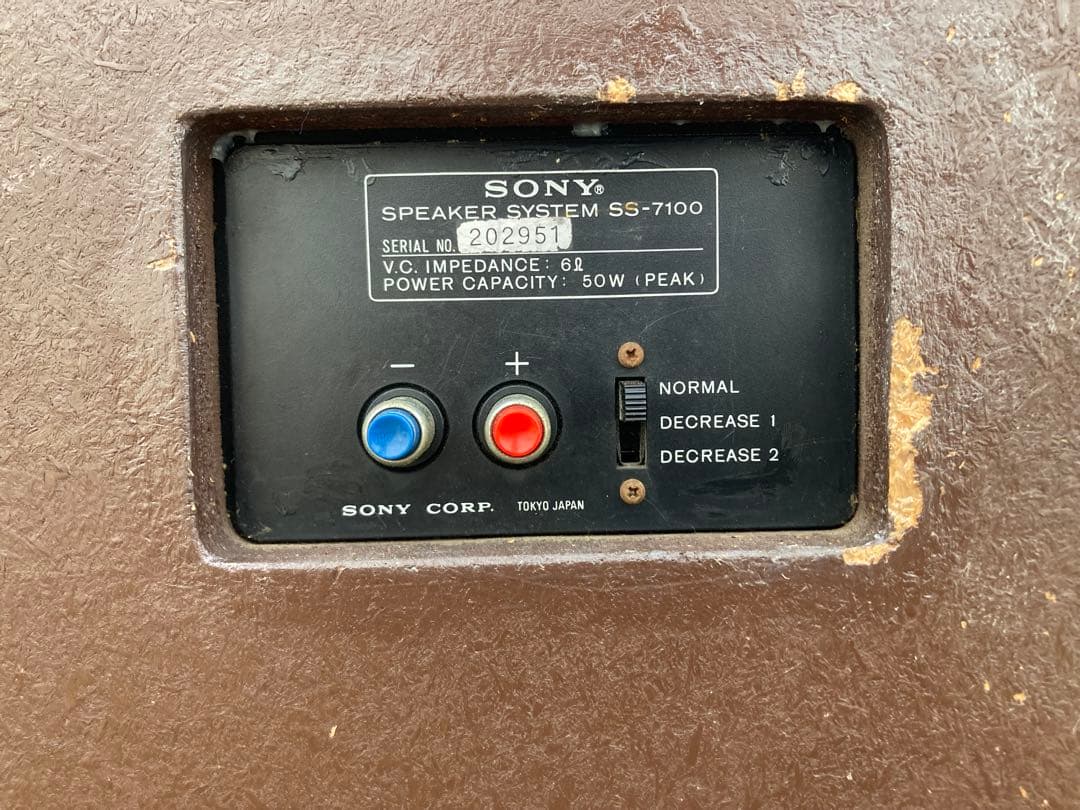 SONY®
SPEAKER SYSTEM SS-7100
SERIAL NO. 202951
V.C. IMPEDANCE: 6Ω
POWER CAPACITY: 50W (PEAK)
− +
NORMAL
DECREASE 1
DECREASE 2
SONY CORP. TOKYO JAPAN